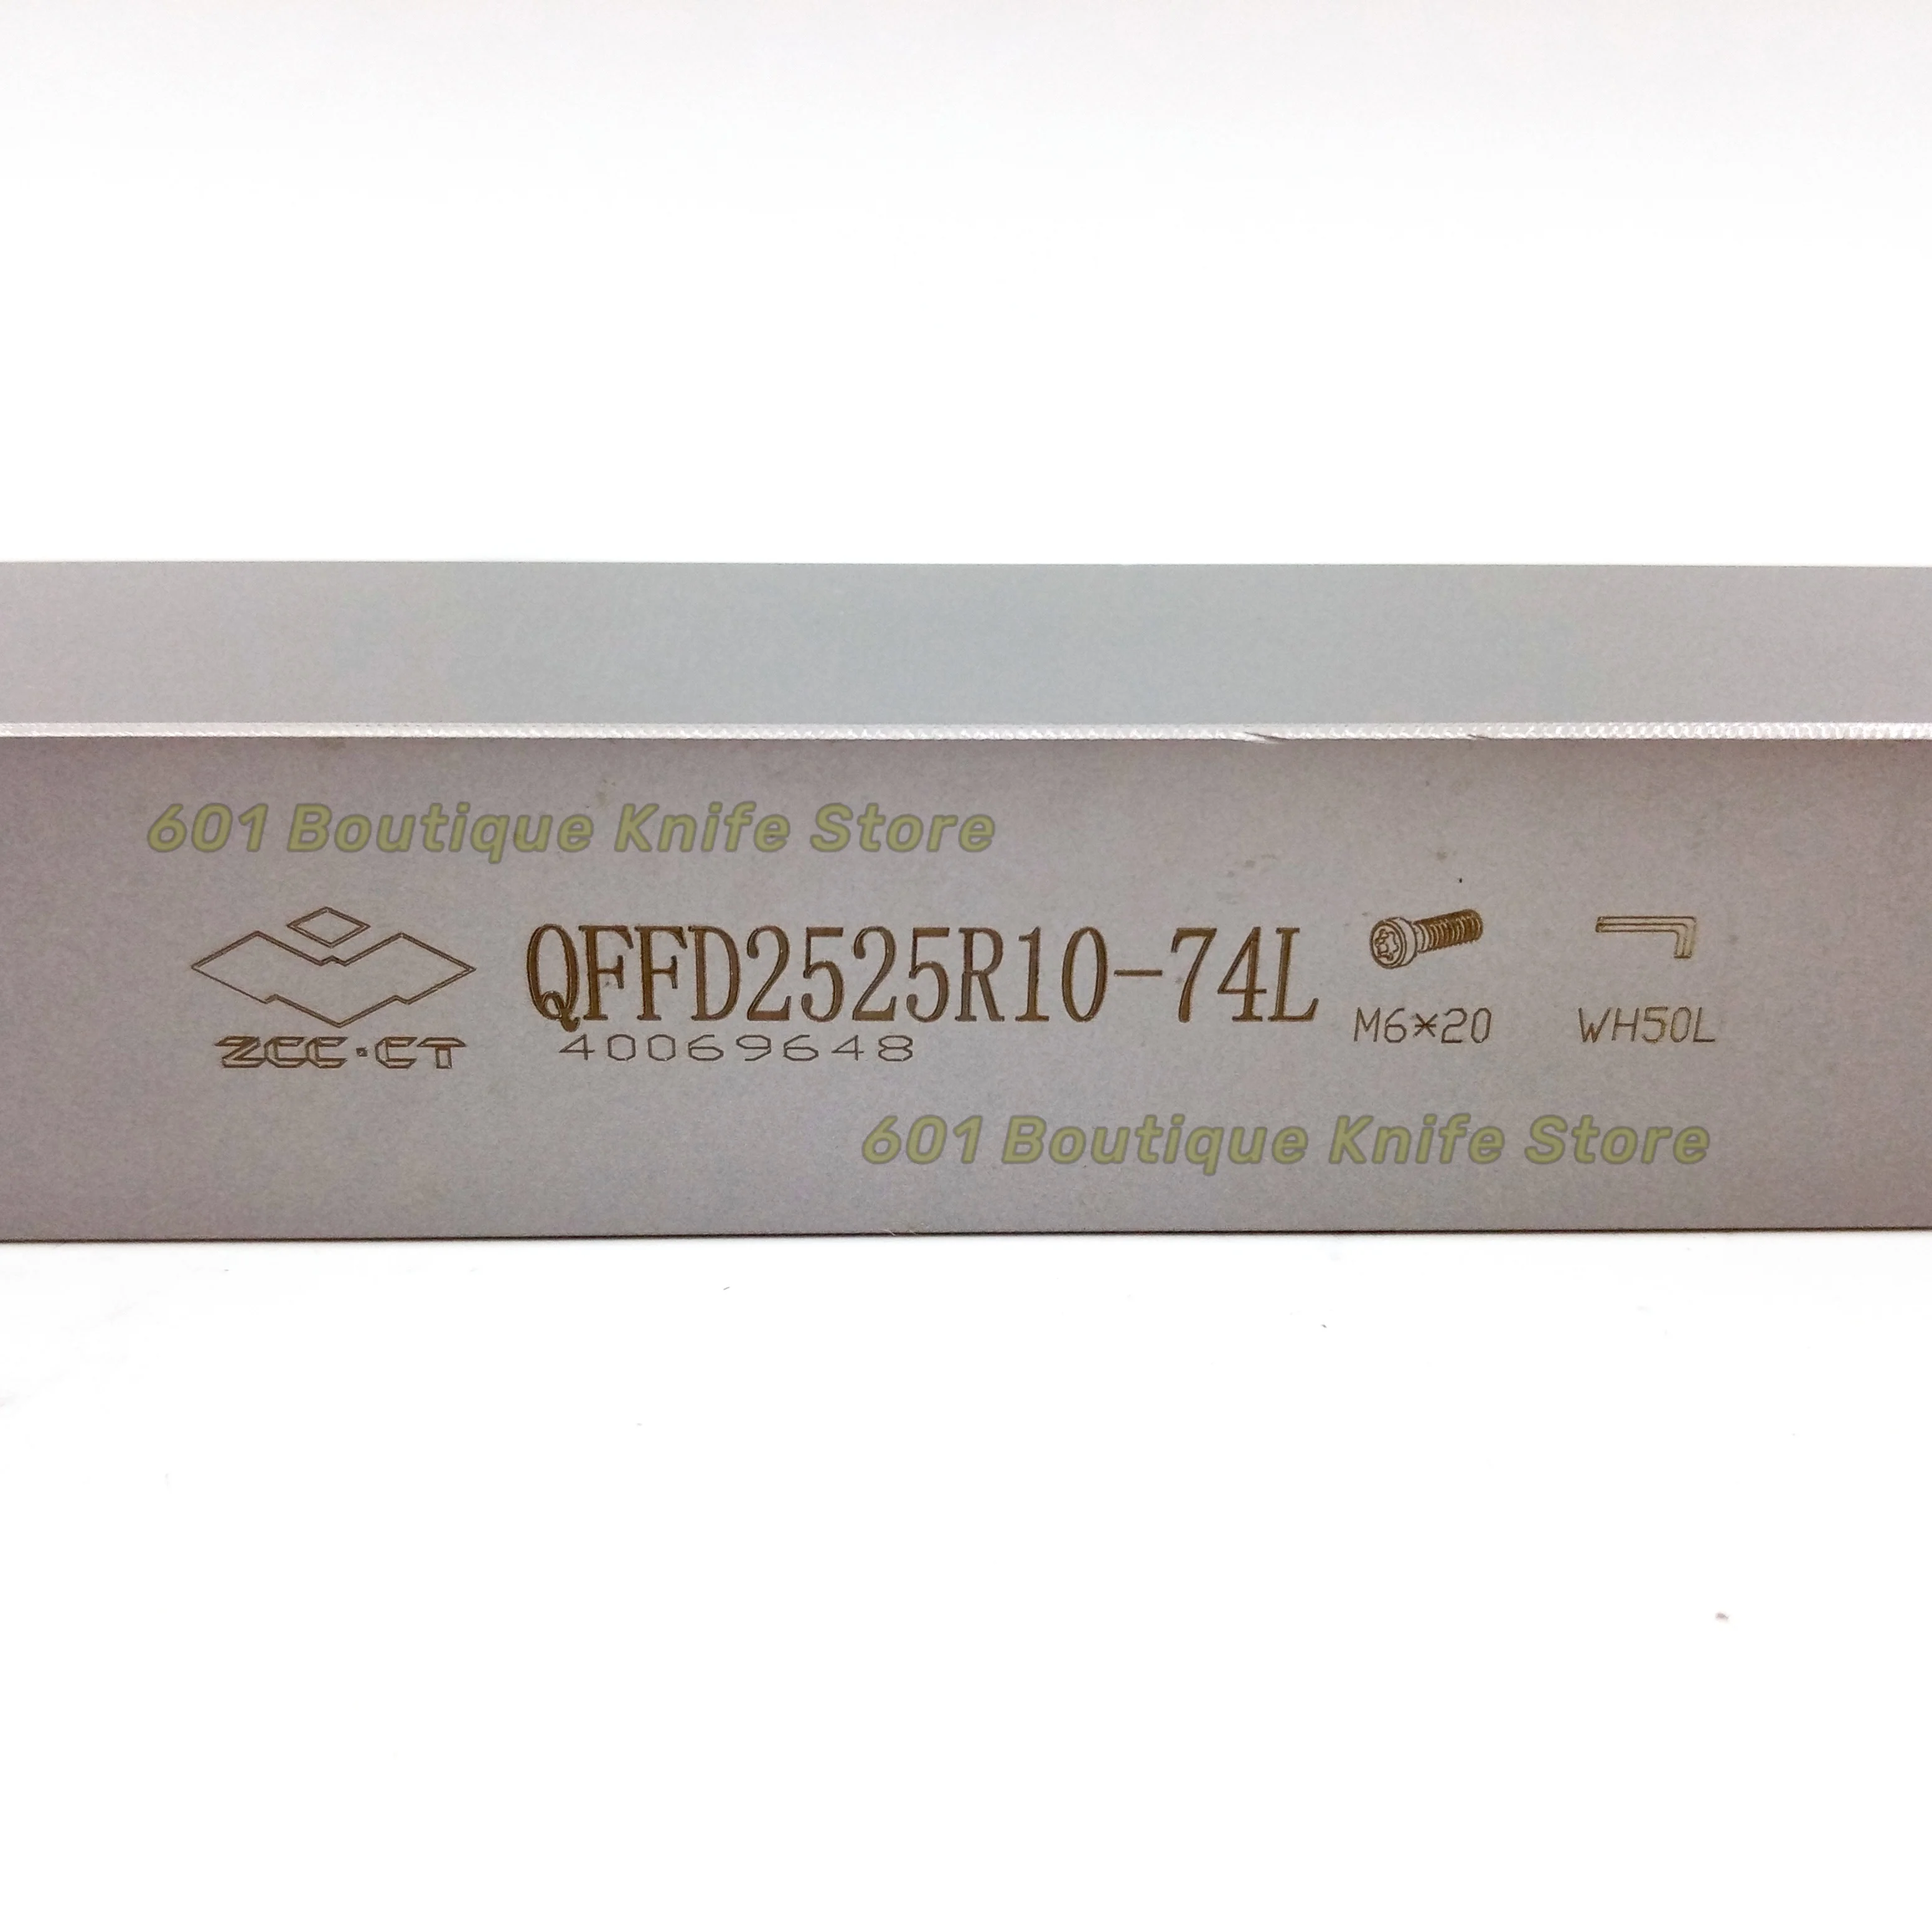 601 Boutique Knife Store
ZCC·CT
QFFD2525R10-74L
40069648
M6×20
WH50L
601 Boutique Knife Store